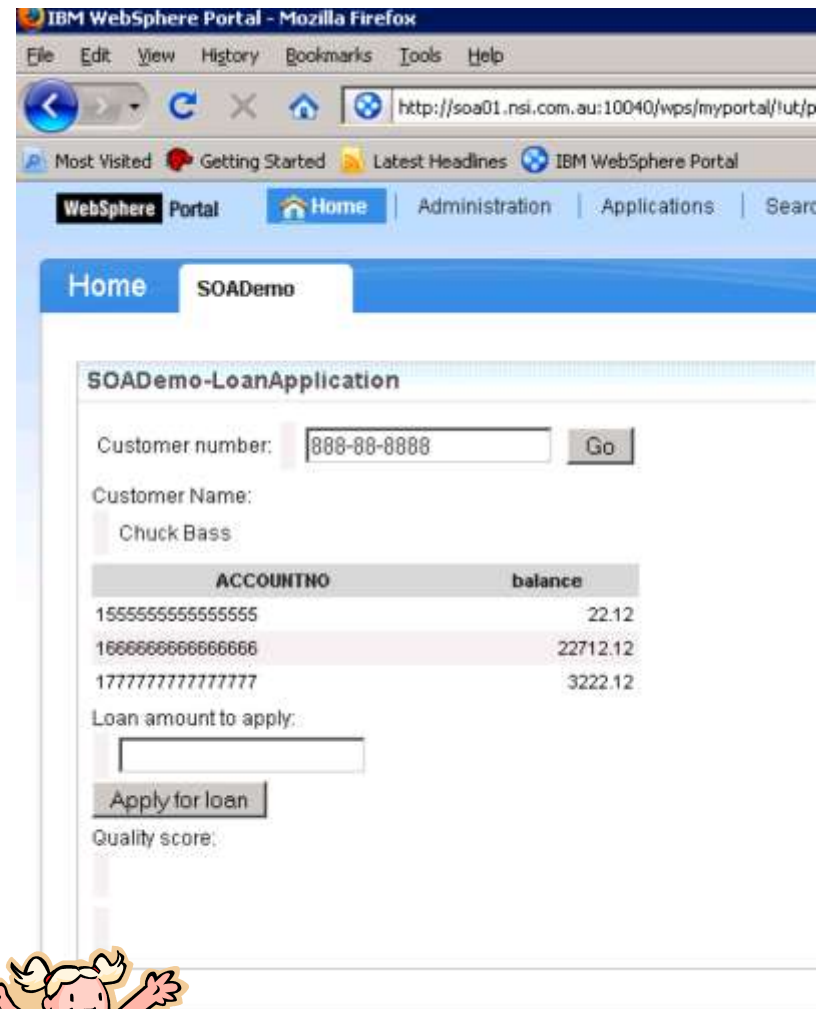 IBM WebSphere Portal - Mozilla Firefox
File Edit View History Bookmarks Tools Help
http://soa01.nsi.com.au:10040/wps/myportal/!ut/p
Most Visited Getting Started Latest Headlines IBM WebSphere Portal
WebSphere Portal Home Administration Applications Searc
Home SOADemo
SOADemo-LoanApplication
Customer number: 888-88-8888 Go
Customer Name:
Chuck Bass
ACCOUNTNO balance
1555555555555555 22.12
1666666666666666 22712.12
1777777777777777 3222.12
Loan amount to apply:
Apply for loan
Quality score: